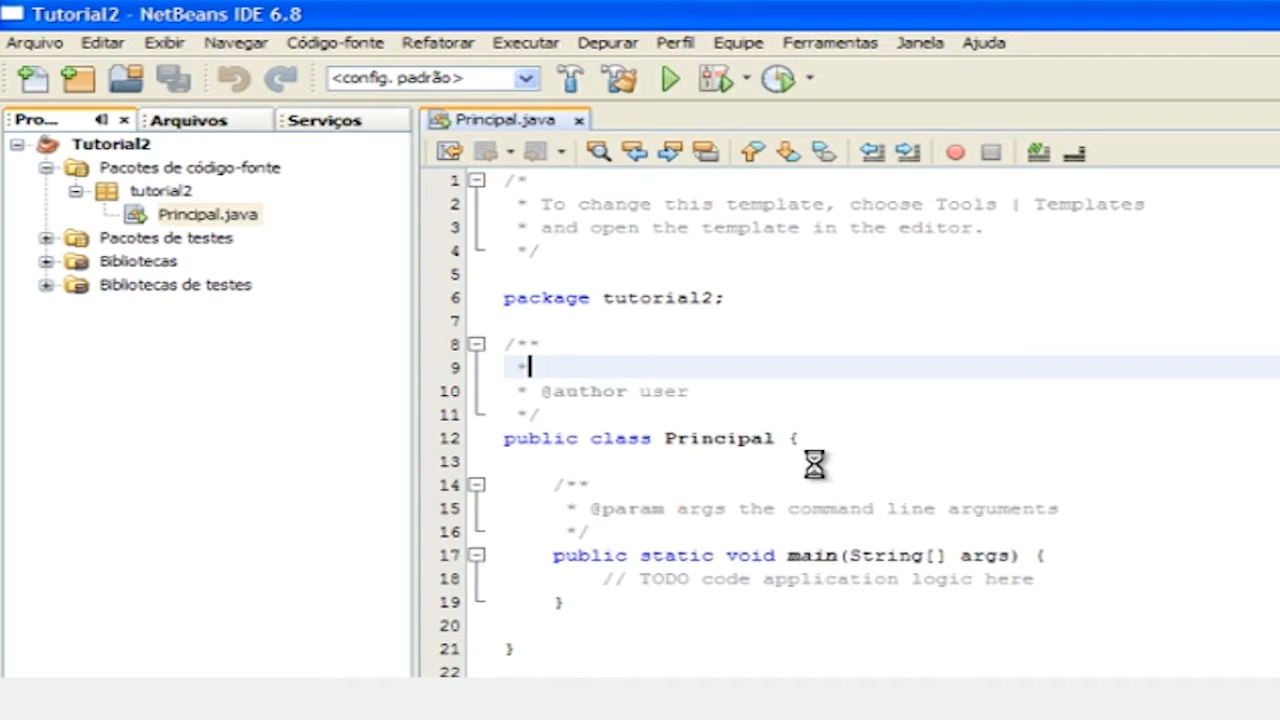 Tutorial2 - NetBeans IDE 6.8
Arquivo Editar Exibir Navegar Código-fonte Refatorar Executar Depurar Perfil Equipe Ferramentas Janela Ajuda
<config. padrão>
Pro... Arquivos Serviços
Tutorial2
Pacotes de código-fonte
tutorial2
Principal.java
Pacotes de testes
Bibliotecas
Bibliotecas de testes
Principal.java
1 /*
2 * To change this template, choose Tools | Templates
3 * and open the template in the editor.
4 */
5
6 package tutorial2;
7
8 /**
9 *
10 * @author user
11 */
12 public class Principal {
13
14 /**
15 * @param args the command line arguments
16 */
17 public static void main(String[] args) {
18 // TODO code application logic here
19 }
20
21 }
22